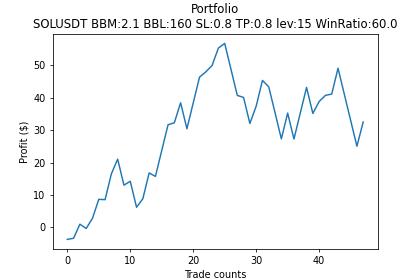 Portfolio
SOLUSDT BBM:2.1 BBL:160 SL:0.8 TP:0.8 lev:15 WinRatio:60.0
50
40
30
20
10
0
Profit ($)
0 10 20 30 40
Trade counts